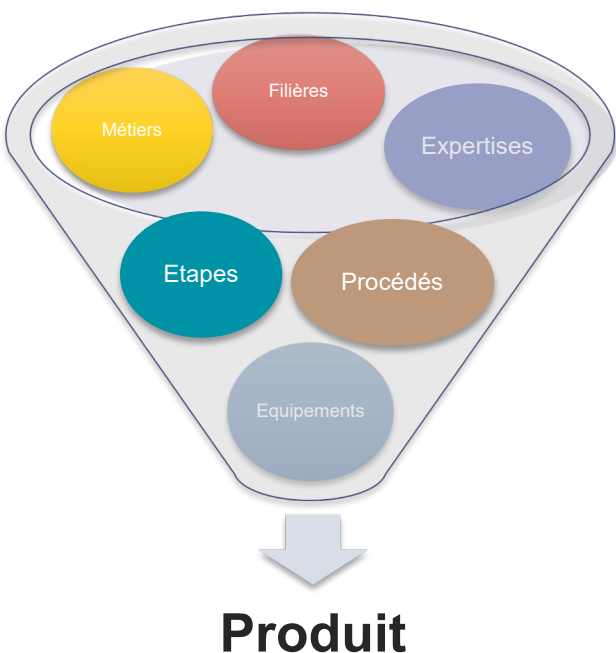 Filières
Métiers
Expertises
Etapes
Procédés
Equipements
Produit